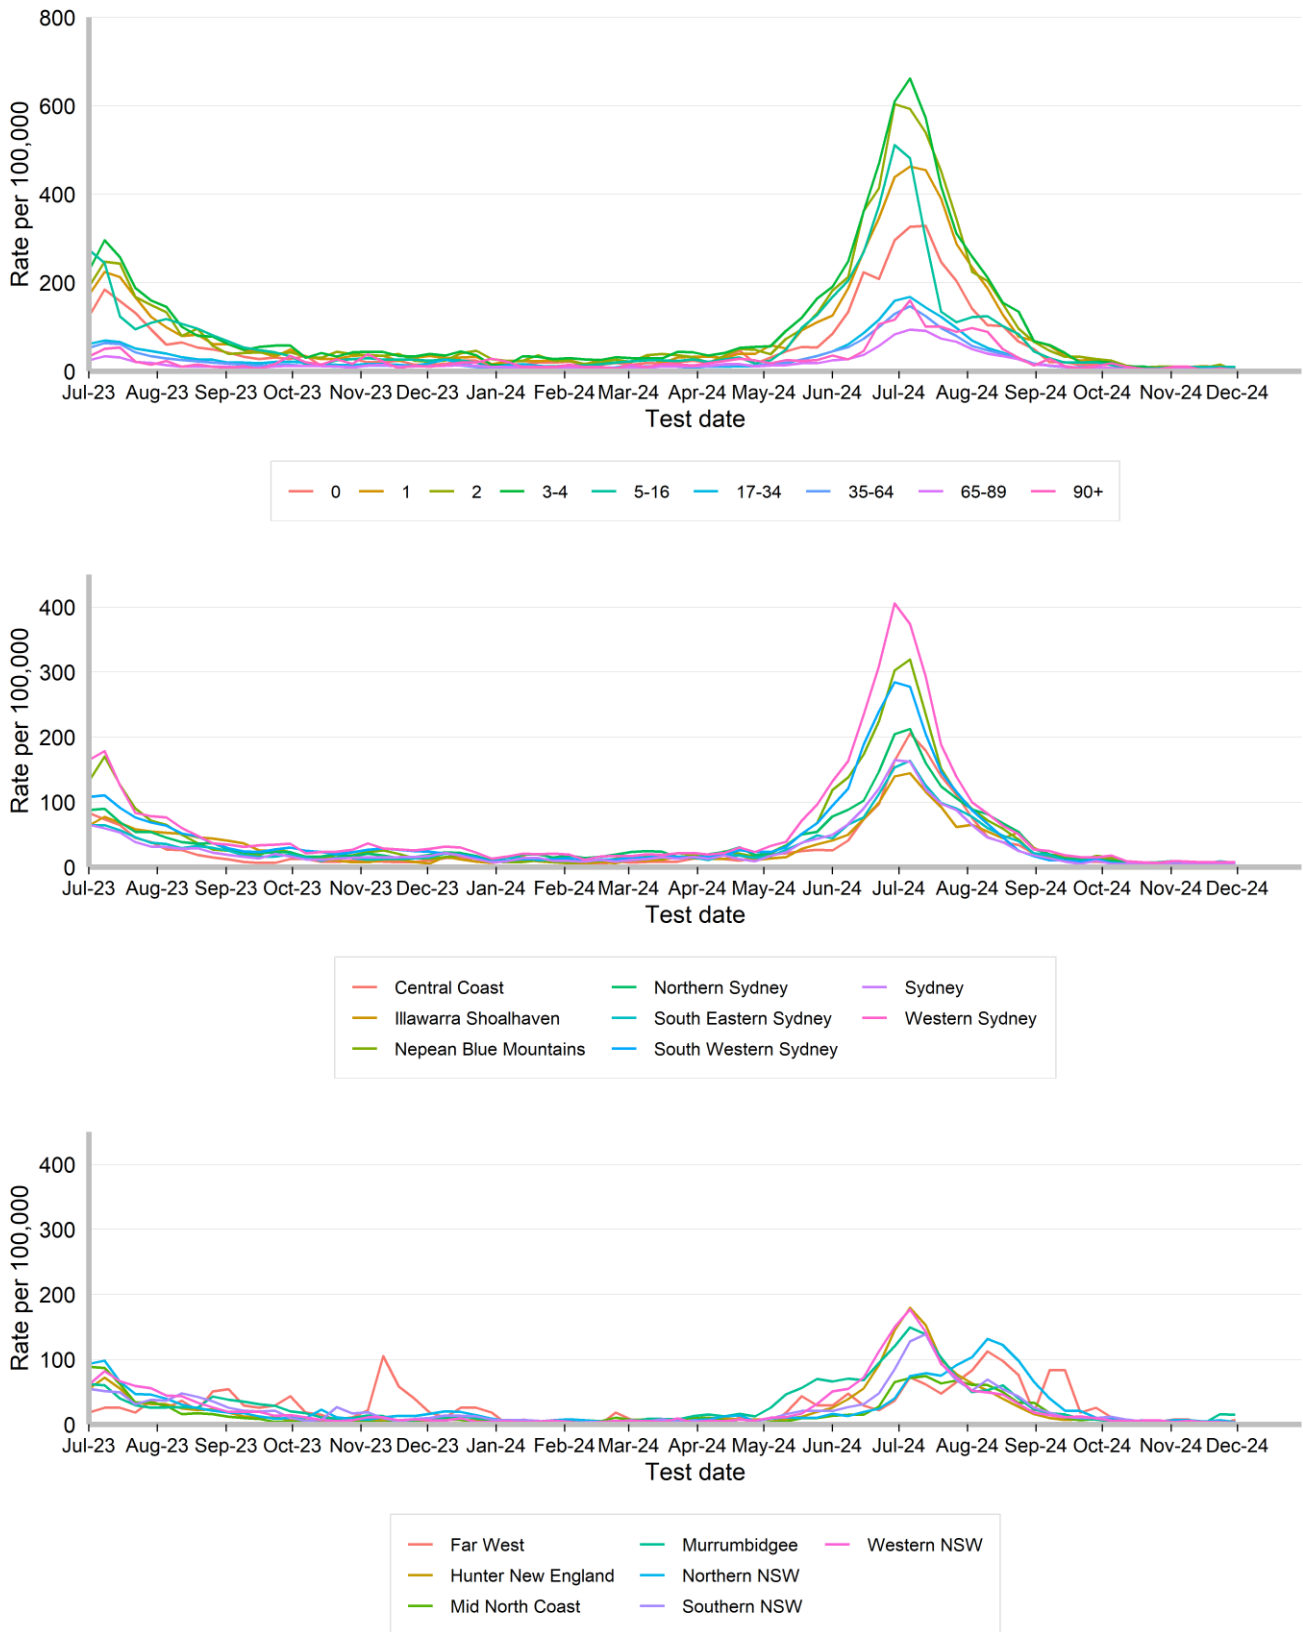 800
600
400
200
0
Rate per 100,000
Jul-23 Aug-23 Sep-23 Oct-23 Nov-23 Dec-23 Jan-24 Feb-24 Mar-24 Apr-24 May-24 Jun-24 Jul-24 Aug-24 Sep-24 Oct-24 Nov-24 Dec-24
Test date
0 1 2 3-4 5-16 17-34 35-64 65-89 90+
400
300
200
100
0
Rate per 100,000
Jul-23 Aug-23 Sep-23 Oct-23 Nov-23 Dec-23 Jan-24 Feb-24 Mar-24 Apr-24 May-24 Jun-24 Jul-24 Aug-24 Sep-24 Oct-24 Nov-24 Dec-24
Test date
Central Coast Northern Sydney Sydney
Illawarra Shoalhaven South Eastern Sydney Western Sydney
Nepean Blue Mountains South Western Sydney
400
300
200
100
0
Rate per 100,000
Jul-23 Aug-23 Sep-23 Oct-23 Nov-23 Dec-23 Jan-24 Feb-24 Mar-24 Apr-24 May-24 Jun-24 Jul-24 Aug-24 Sep-24 Oct-24 Nov-24 Dec-24
Test date
Far West Murrumbidgee Western NSW
Hunter New England Northern NSW
Mid North Coast Southern NSW